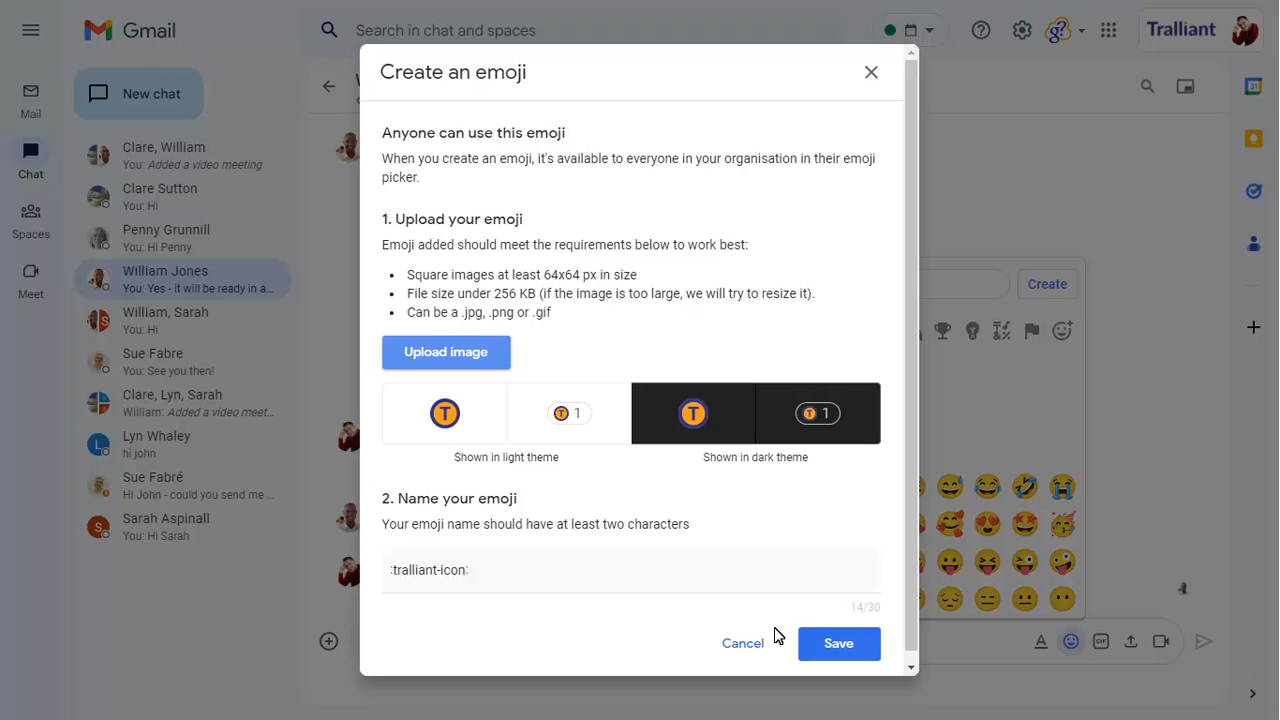 Gmail
Search in chat and spaces
Tralliant
Mail
Chat
Spaces
Meet
New chat
Clare, William
You: Added a video meeting
Clare Sutton
You: Hi
Penny Grunnill
You: Hi Penny
William Jones
You: Yes - it will be ready in a...
William, Sarah
You: Hi
Sue Fabre
You: See you then!
Clare, Lyn, Sarah
William: Added a video meet...
Lyn Whaley
hi john
Sue Fabré
Hi John - could you send me ...
Sarah Aspinall
You: Hi Sarah
Create an emoji
Anyone can use this emoji
When you create an emoji, it's available to everyone in your organisation in their emoji
picker.
1. Upload your emoji
Emoji added should meet the requirements below to work best:
• Square images at least 64x64 px in size
• File size under 256 KB (if the image is too large, we will try to resize it).
• Can be a .jpg, .png or .gif
Upload image
T
T 1
T
T 1
Shown in light theme
Shown in dark theme
2. Name your emoji
Your emoji name should have at least two characters
:tralliant-icon:
14/30
Cancel
Save
Create